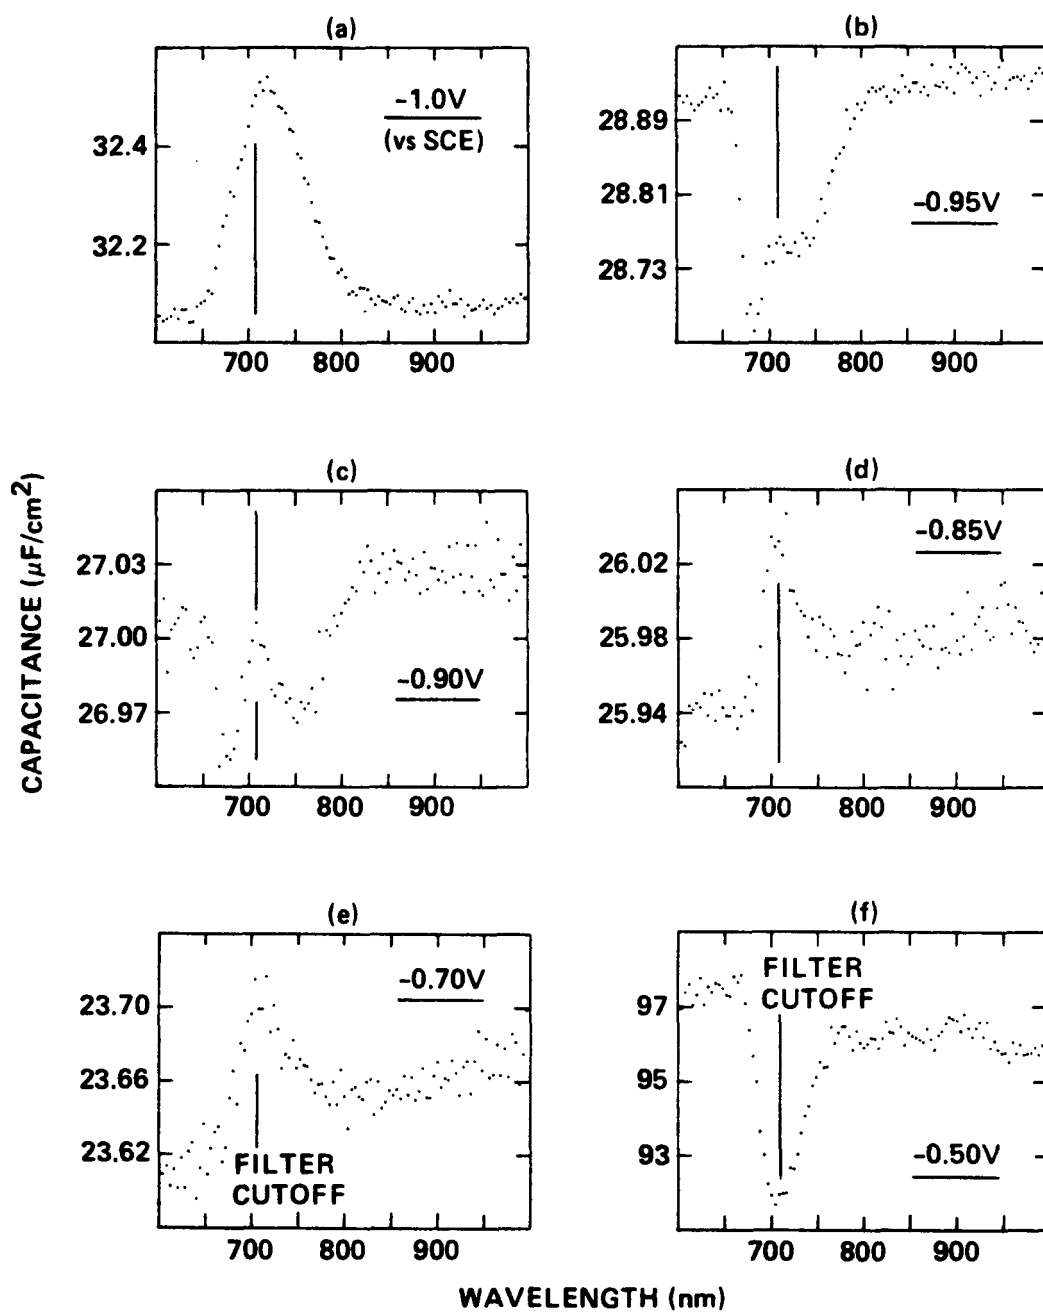 (a)
-1.0V
(vs SCE)
32.4
32.2
700 800 900
(b)
28.89
28.81
28.73
-0.95V
700 800 900
(c)
27.03
27.00
26.97
-0.90V
700 800 900
(d)
26.02
25.98
25.94
-0.85V
700 800 900
(e)
23.70
23.66
23.62
-0.70V
FILTER
CUTOFF
700 800 900
(f)
97
95
93
FILTER
CUTOFF
-0.50V
700 800 900
CAPACITANCE (μF/cm²)
WAVELENGTH (nm)